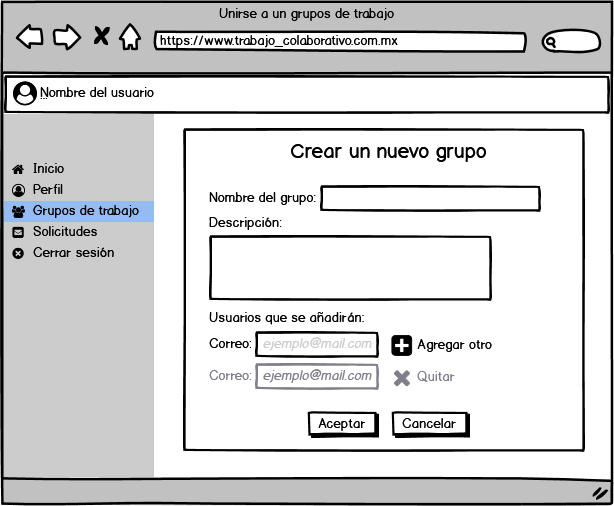 Unirse a un grupos de trabajo
https://www.trabajo_colaborativo.com.mx
Nombre del usuario
Inicio
Perfil
Grupos de trabajo
Solicitudes
Cerrar sesión
Crear un nuevo grupo
Nombre del grupo:
Descripción:
Usuarios que se añadirán:
Correo: ejemplo@mail.com Agregar otro
Correo: ejemplo@mail.com Quitar
Aceptar Cancelar